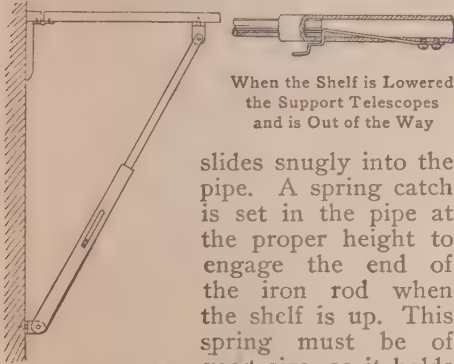 When the Shelf is Lowered
the Support Telescopes
and is Out of the Way
slides snugly into the
pipe. A spring catch
is set in the pipe at
the proper height to
engage the end of
the iron rod when
the shelf is up. This
spring must be of